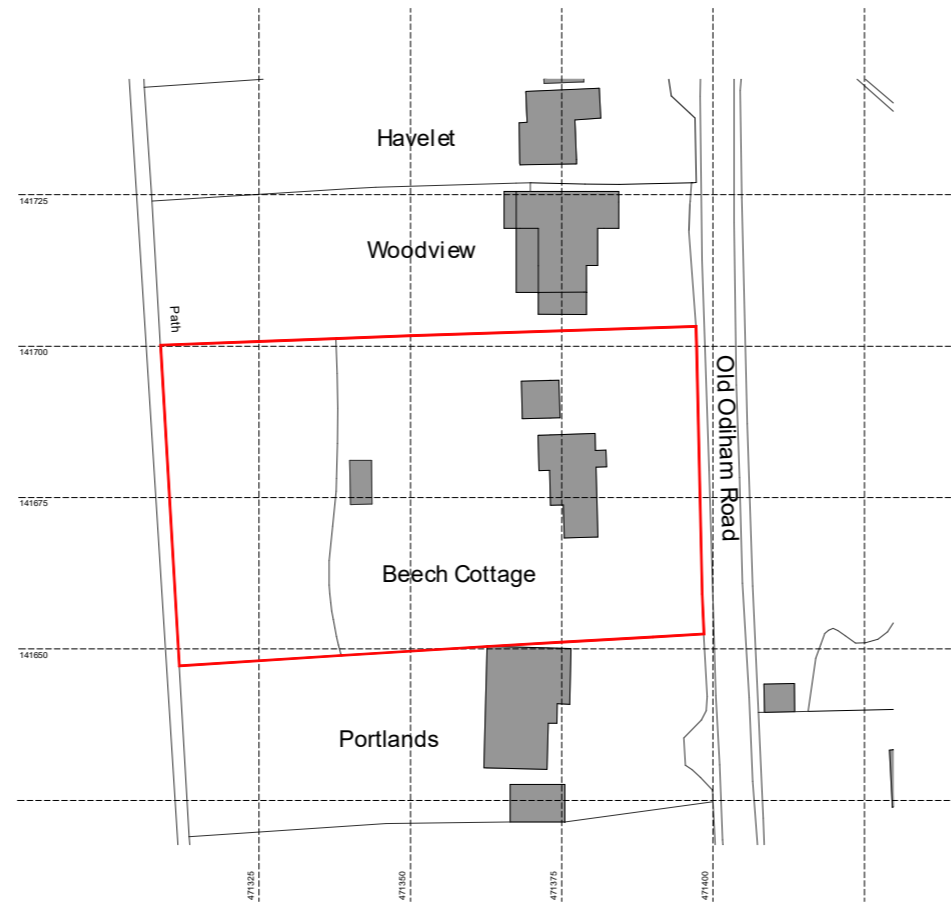 Havelet
141725
Woodview
Path
141700
Old Odiham Road
141675
Beech Cottage
141650
Portlands
471325
471350
471375
471400